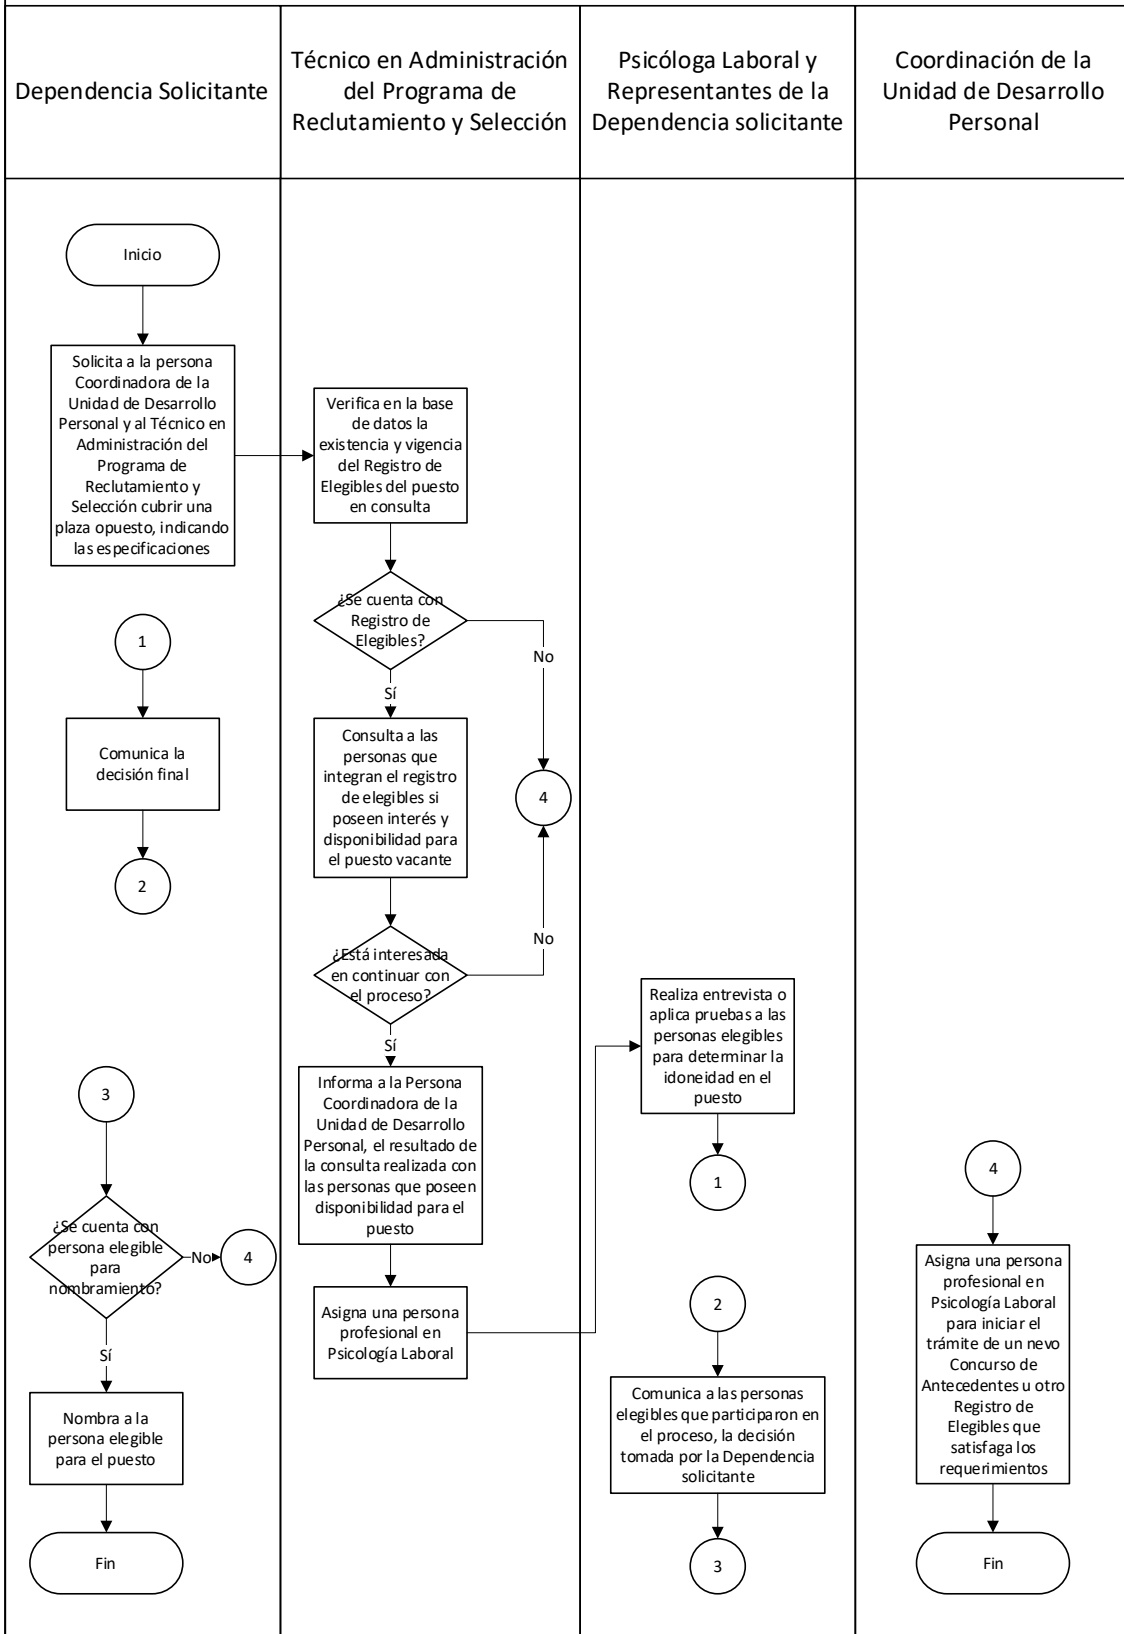 Dependencia Solicitante
Técnico en Administración
del Programa de
Reclutamiento y Selección
Psicóloga Laboral y
Representantes de la
Dependencia solicitante
Coordinación de la
Unidad de Desarrollo
Personal
Inicio
Solicita a la persona
Coordinadora de la
Unidad de Desarrollo
Personal y al Técnico en
Administración del
Programa de
Reclutamiento y
Selección cubrir una
plaza opuesto, indicando
las especificaciones
1
Comunica la
decisión final
2
3
¿Se cuenta con
persona elegible
para
nombramiento?
No
4
Sí
Nombra a la
persona elegible
para el puesto
Fin
Verifica en la base
de datos la
existencia y vigencia
del Registro de
Elegibles del puesto
en consulta
¿Se cuenta con
Registro de
Elegibles?
No
Sí
Consulta a las
personas que
integran el registro
de elegibles si
poseen interés y
disponibilidad para
el puesto vacante
4
¿Está interesada
en continuar con
el proceso?
No
Sí
Informa a la Persona
Coordinadora de la
Unidad de Desarrollo
Personal, el resultado de
la consulta realizada con
las personas que poseen
disponibilidad para el
puesto
Asigna una persona
profesional en
Psicología Laboral
Realiza entrevista o
aplica pruebas a las
personas elegibles
para determinar la
idoneidad en el
puesto
1
2
Comunica a las personas
elegibles que participaron en
el proceso, la decisión
tomada por la Dependencia
solicitante
3
4
Asigna una persona
profesional en
Psicología Laboral
para iniciar el
trámite de un nevo
Concurso de
Antecedentes u otro
Registro de
Elegibles que
satisfaga los
requerimientos
Fin